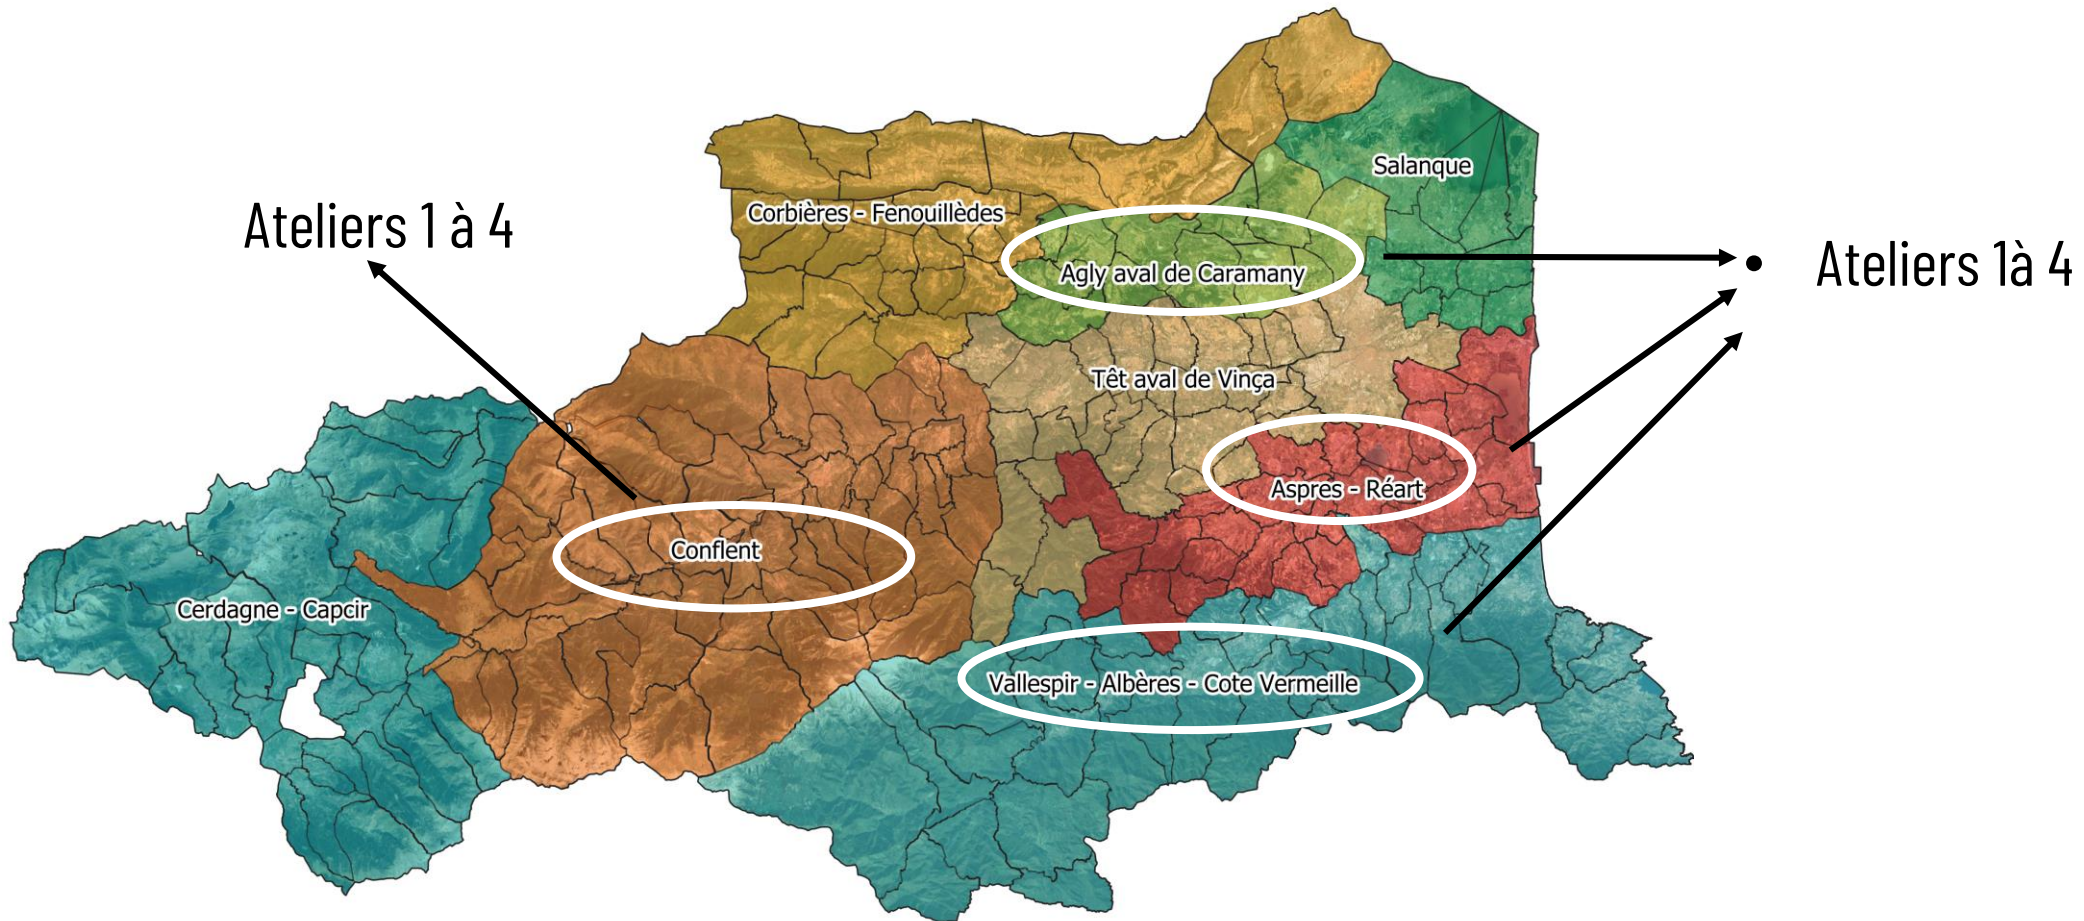 Salanque
Ateliers 1 à 4
Corbières - Fenouillèdes
Agly aval de Caramany
• Ateliers 1à 4
Têt aval de Vinça
Aspres - Réart
Conflent
Cerdagne - Capcir
Vallespir - Albères - Cote Vermeille